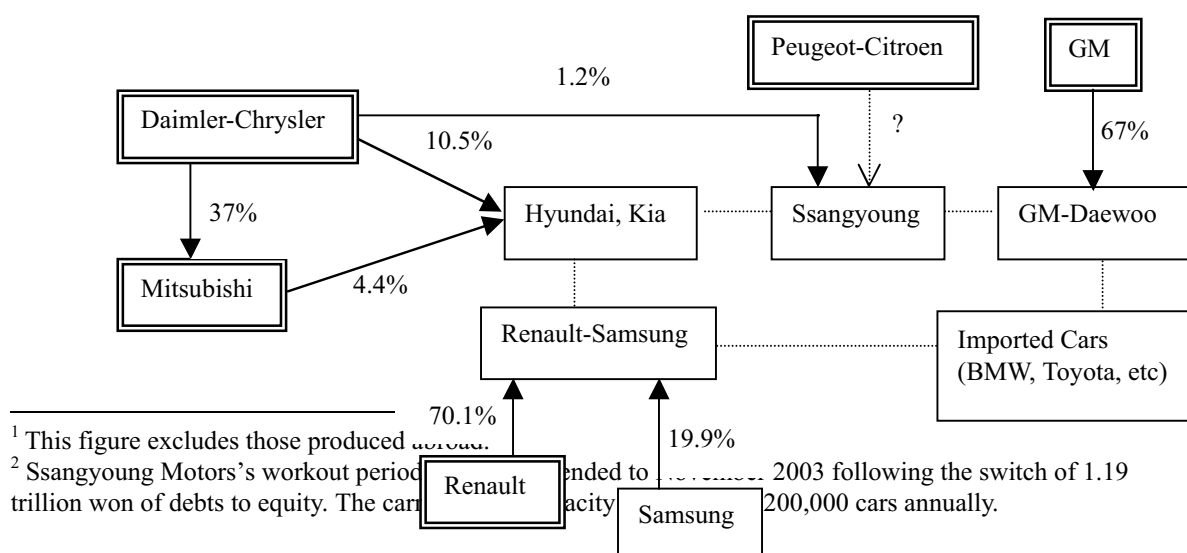 Peugeot-Citroen
GM
1.2%
Daimler-Chrysler
10.5%
?
67%
37%
Hyundai, Kia
Ssangyoung
GM-Daewoo
Mitsubishi
4.4%
Renault-Samsung
Imported Cars
(BMW, Toyota, etc)
70.1%
19.9%
1 This figure excludes those produced abroad.
2 Ssangyoung Motors's workout period ended to November 2003 following the switch of 1.19
trillion won of debts to equity. The 200,000 cars annually.
Renault
Samsung